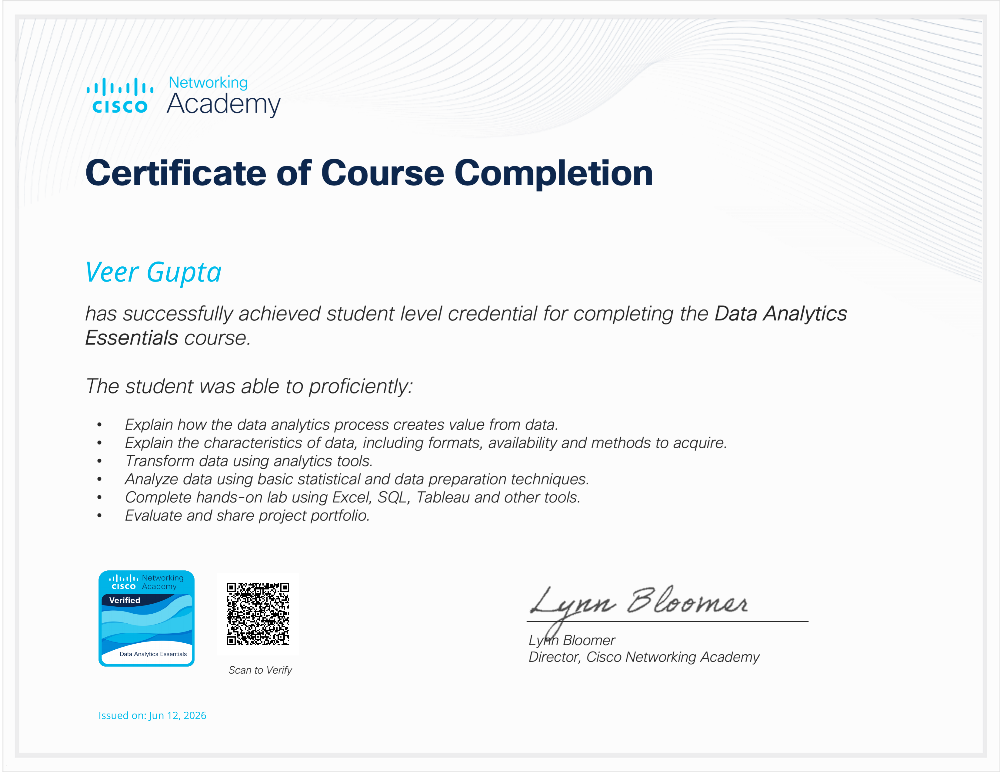 Networking
CISCO Academy
Certificate of Course Completion
Veer Gupta
has successfully achieved student level credential for completing the Data Analytics
Essentials course.
The student was able to proficiently:
• Explain how the data analytics process creates value from data.
• Explain the characteristics of data, including formats, availability and methods to acquire.
• Transform data using analytics tools.
• Analyze data using basic statistical and data preparation techniques.
• Complete hands-on lab using Excel, SQL, Tableau and other tools.
• Evaluate and share project portfolio.
Networking
CISCO Academy
Verified
Data Analytics Essentials
Scan to Verify
Lynn Bloomer
Lynn Bloomer
Director, Cisco Networking Academy
Issued on: Jun 12, 2026